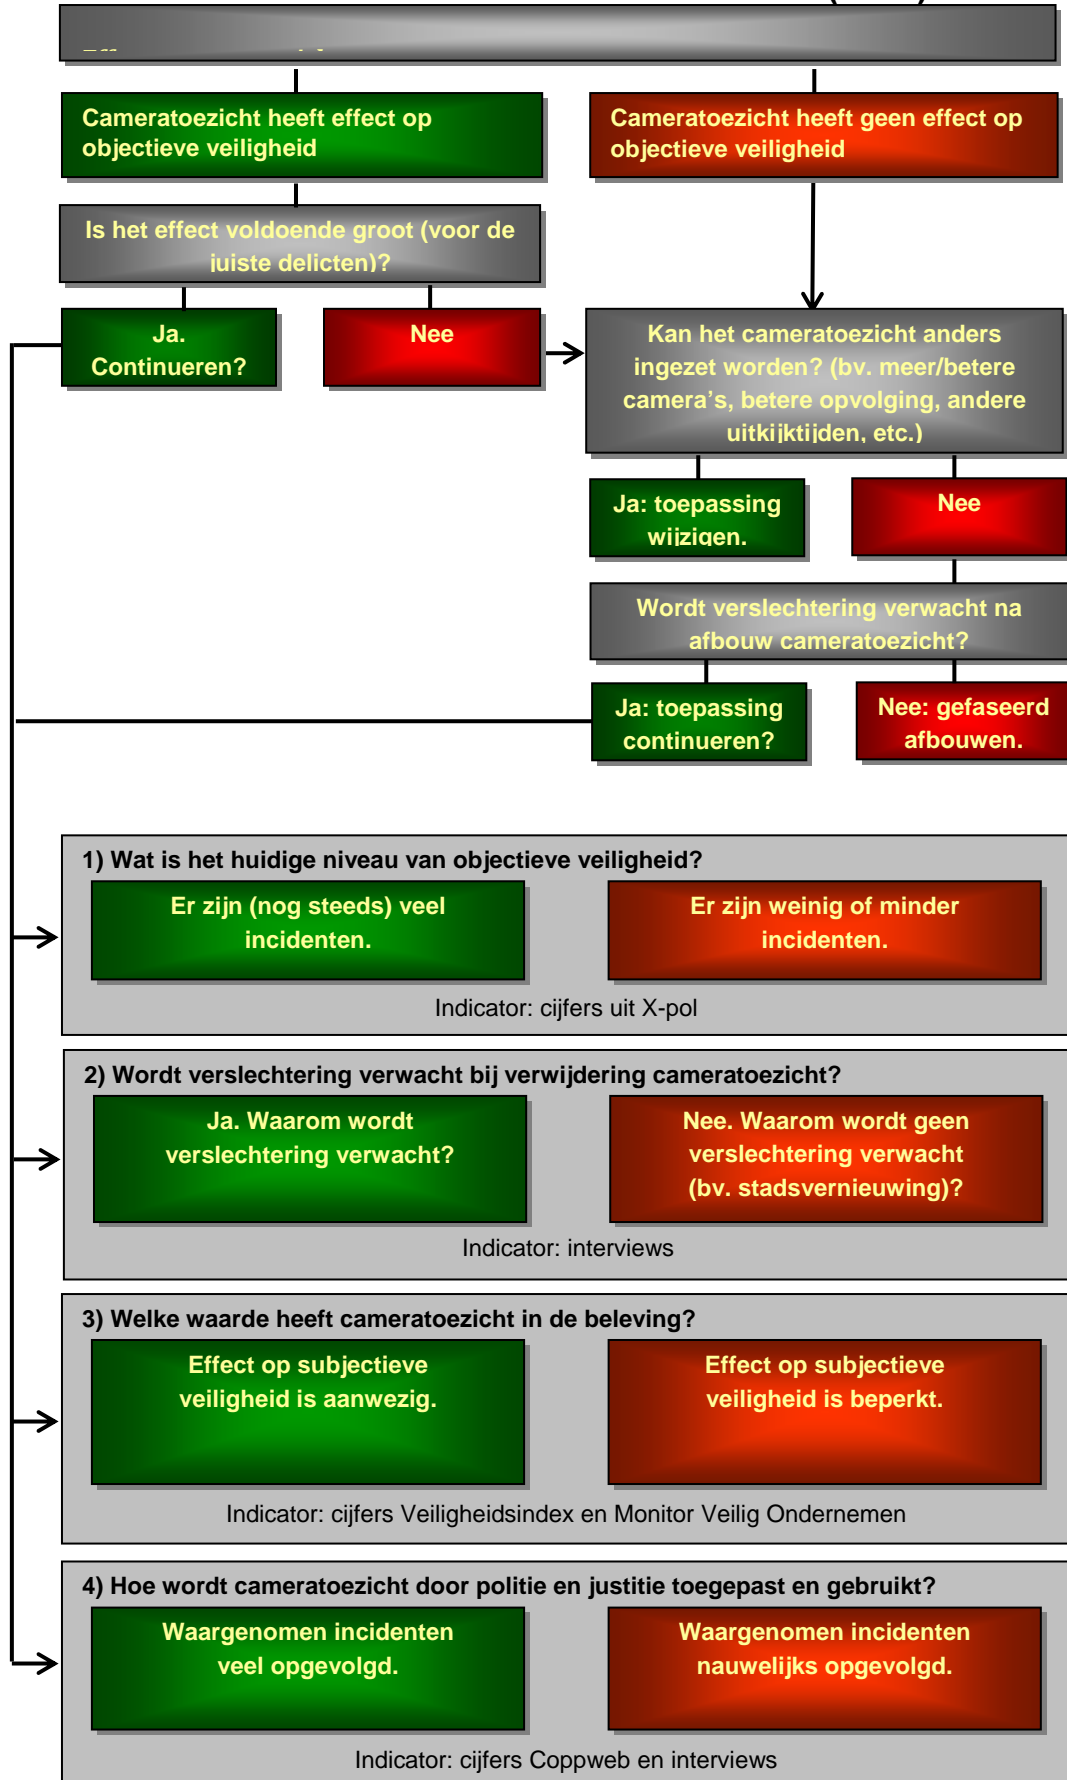 Cameratoezicht heeft effect op
objectieve veiligheid
Cameratoezicht heeft geen effect op
objectieve veiligheid
Is het effect voldoende groot (voor de
juiste delicten)?
Ja.
Continueren?
Nee
Kan het cameratoezicht anders
ingezet worden? (bv. meer/betere
camera's, betere opvolging, andere
uitkijktijden, etc.)
Ja: toepassing
wijzigen.
Nee
Wordt verslechtering verwacht na
afbouw cameratoezicht?
Ja: toepassing
continueren?
Nee: gefaseerd
afbouwen.
1) Wat is het huidige niveau van objectieve veiligheid?
Er zijn (nog steeds) veel
incidenten.
Er zijn weinig of minder
incidenten.
Indicator: cijfers uit X-pol
2) Wordt verslechtering verwacht bij verwijdering cameratoezicht?
Ja. Waarom wordt
verslechtering verwacht?
Nee. Waarom wordt geen
verslechtering verwacht
(bv. stadsvernieuwing)?
Indicator: interviews
3) Welke waarde heeft cameratoezicht in de beleving?
Effect op subjectieve
veiligheid is aanwezig.
Effect op subjectieve
veiligheid is beperkt.
Indicator: cijfers Veiligheidsindex en Monitor Veilig Ondernemen
4) Hoe wordt cameratoezicht door politie en justitie toegepast en gebruikt?
Waargenomen incidenten
veel opgevolgd.
Waargenomen incidenten
nauwelijks opgevolgd.
Indicator: cijfers Coppweb en interviews